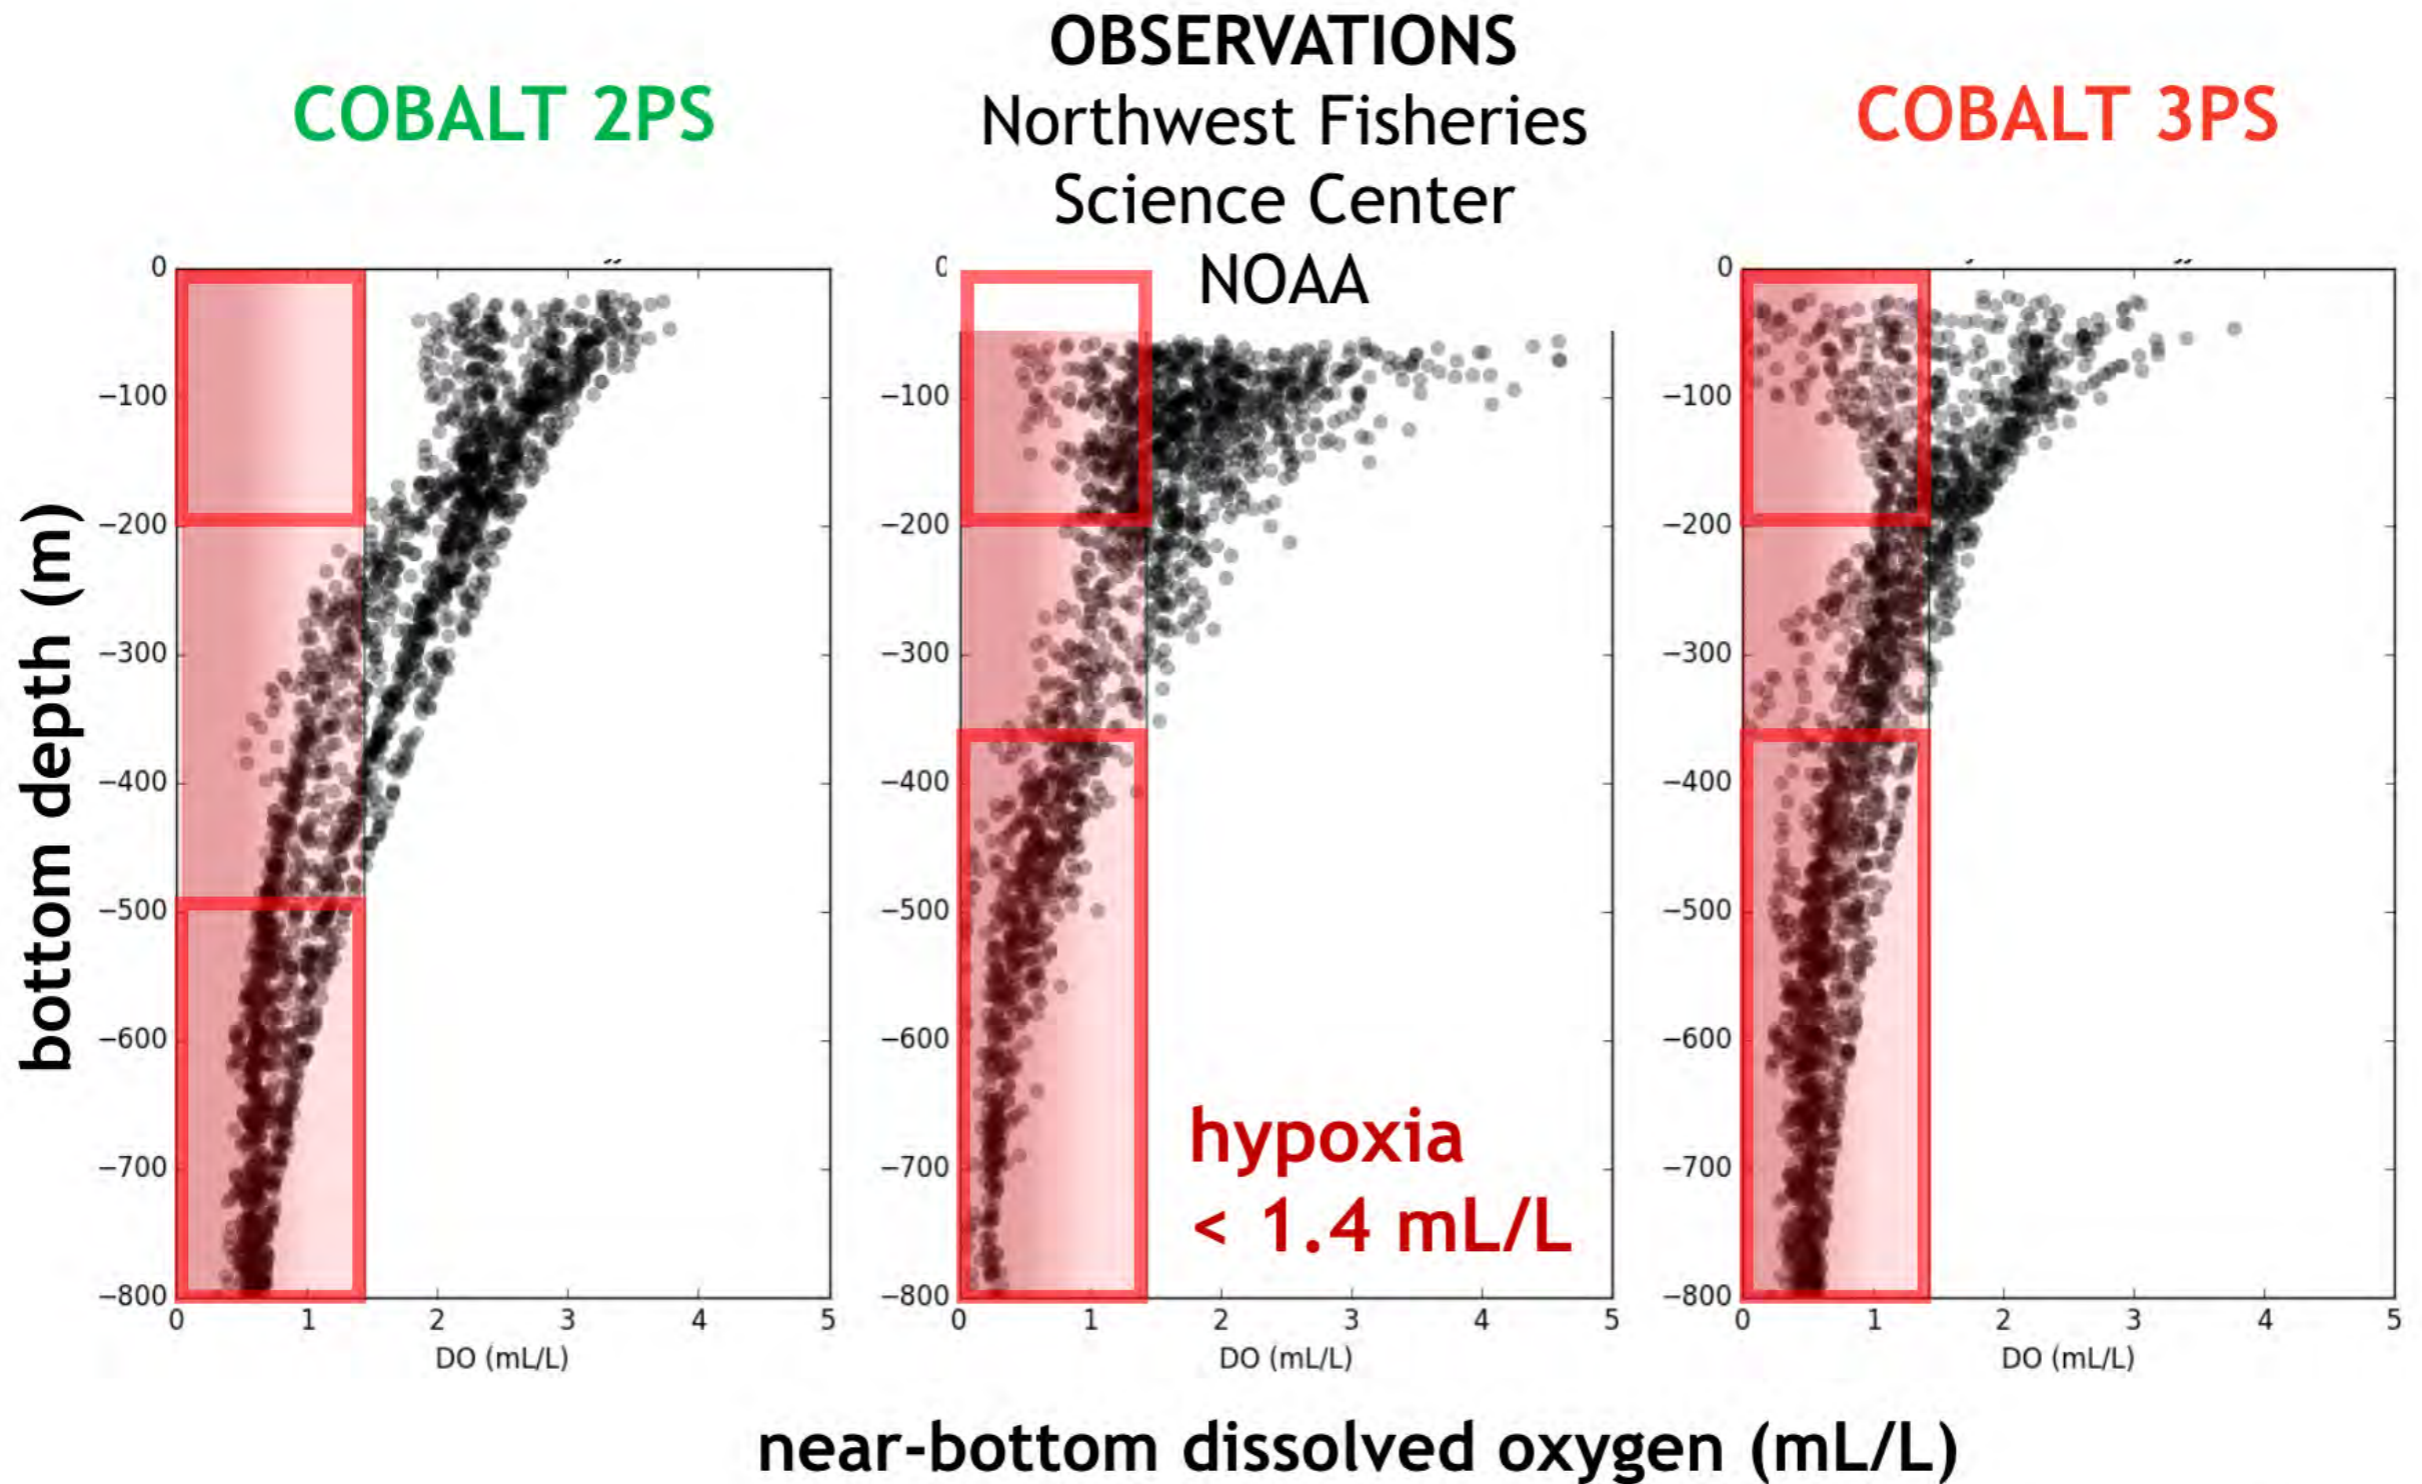 OBSERVATIONS
Northwest Fisheries
Science Center
NOAA
COBALT 2PS
COBALT 3PS
bottom depth (m)
0
−100
−200
−300
−400
−500
−600
−700
−800
0 1 2 3 4 5
DO (mL/L)
0
−100
−200
−300
−400
−500
−600
−700
−800
0 1 2 3 4 5
DO (mL/L)
hypoxia
< 1.4 mL/L
0
−100
−200
−300
−400
−500
−600
−700
−800
0 1 2 3 4 5
DO (mL/L)
near-bottom dissolved oxygen (mL/L)